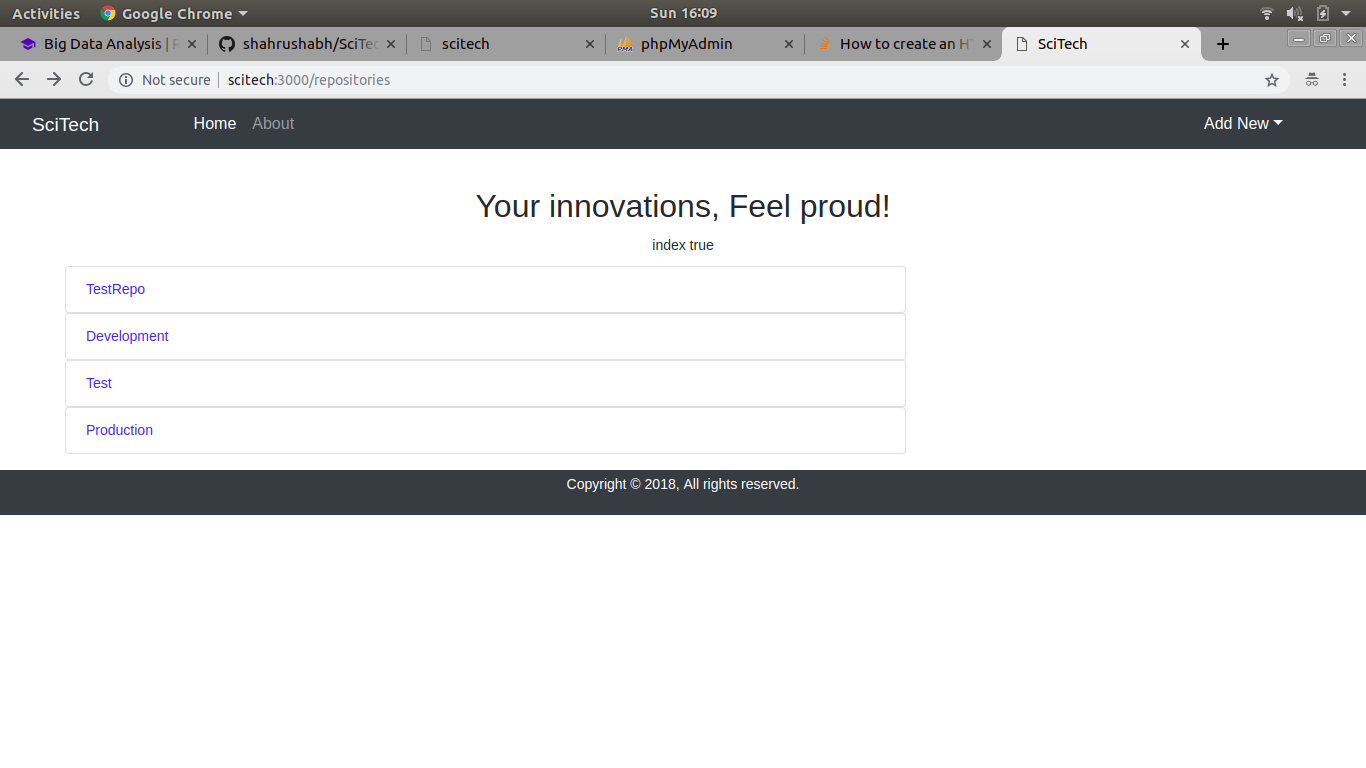 Activities Google Chrome Sun 16:09
Big Data Analysis | shahrushabh/SciTec scitech phpMyAdmin How to create an HT SciTech
Not secure scitech:3000/repositories
SciTech Home About Add New
Your innovations, Feel proud!
index true
TestRepo
Development
Test
Production
Copyright © 2018, All rights reserved.